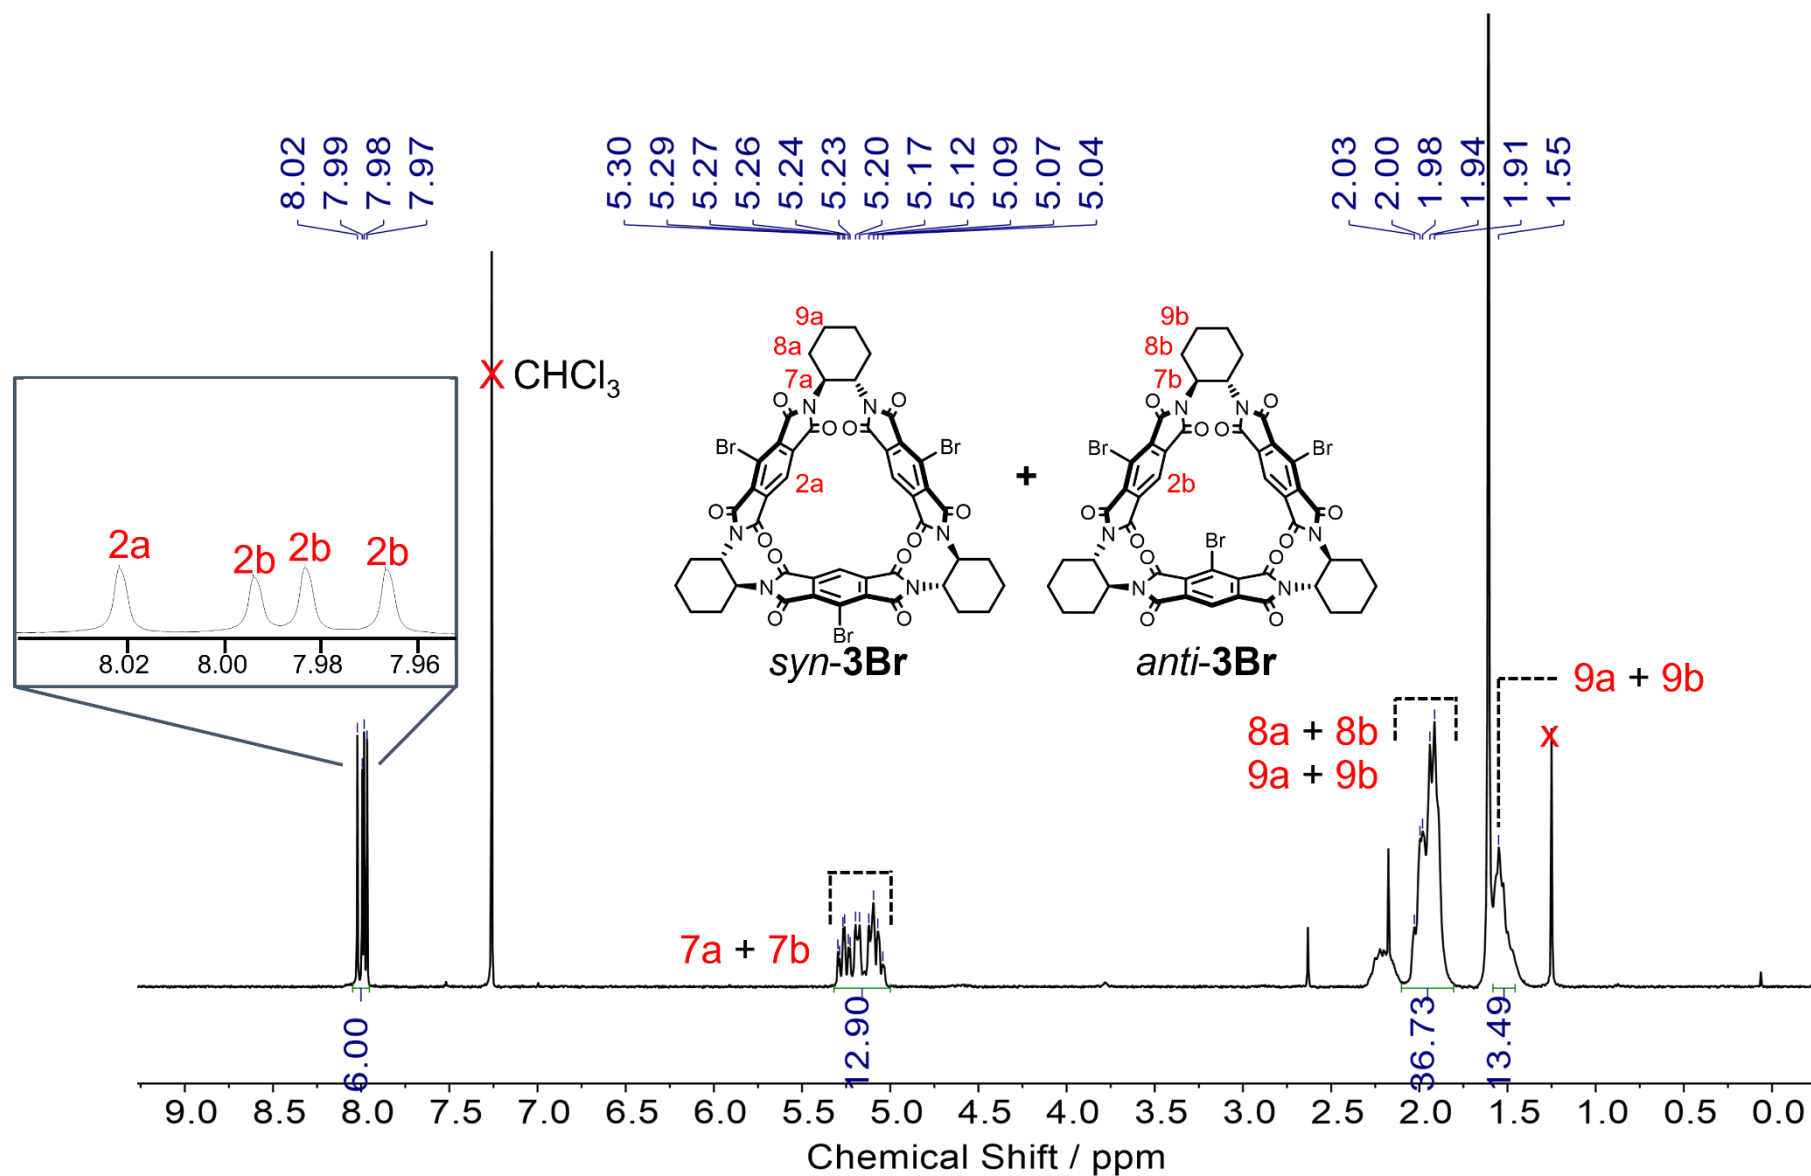 8.02 7.99 7.98 7.97
5.30 5.29 5.27 5.26 5.24 5.23 5.20 5.17 5.12 5.09 5.07 5.04
2.03 2.00 1.98 1.94 1.91 1.55
X CHCl3
9a
8a
7a
O N N O
O O
Br Br
2a
O O
O O
N N
O O
N N
O O
Br
syn-3Br
+
9b
8b
7b
O N N O
O O
Br Br
2b
O O
O O
N N
Br
O O
N N
O O
anti-3Br
2a 2b 2b 2b
8.02 8.00 7.98 7.96
9a + 9b
8a + 8b
9a + 9b
x
7a + 7b
6.00 12.90 36.73 13.49
9.0 8.5 8.0 7.5 7.0 6.5 6.0 5.5 5.0 4.5 4.0 3.5 3.0 2.5 2.0 1.5 1.0 0.5 0.0
Chemical Shift / ppm